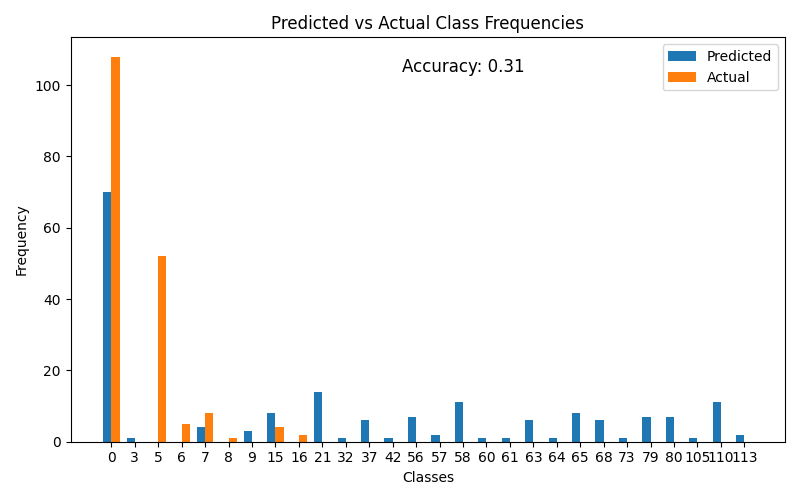 Predicted vs Actual Class Frequencies
Accuracy: 0.31
Predicted
Actual
Frequency
100
80
60
40
20
0
0 3 5 6 7 8 9 15 16 21 32 37 42 56 57 58 60 61 63 64 65 68 73 79 80 105 110 113
Classes